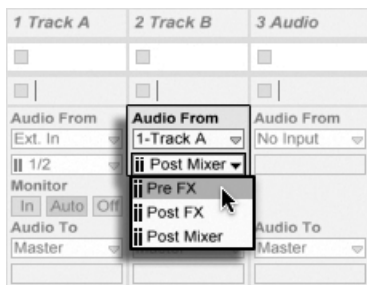 1 Track A 2 Track B 3 Audio
Audio From Audio From Audio From
Ext. In 1-Track A No Input
1/2 Post Mixer
Monitor Pre FX
In Auto Off Post FX
Audio To Post Mixer Audio To
Master Master